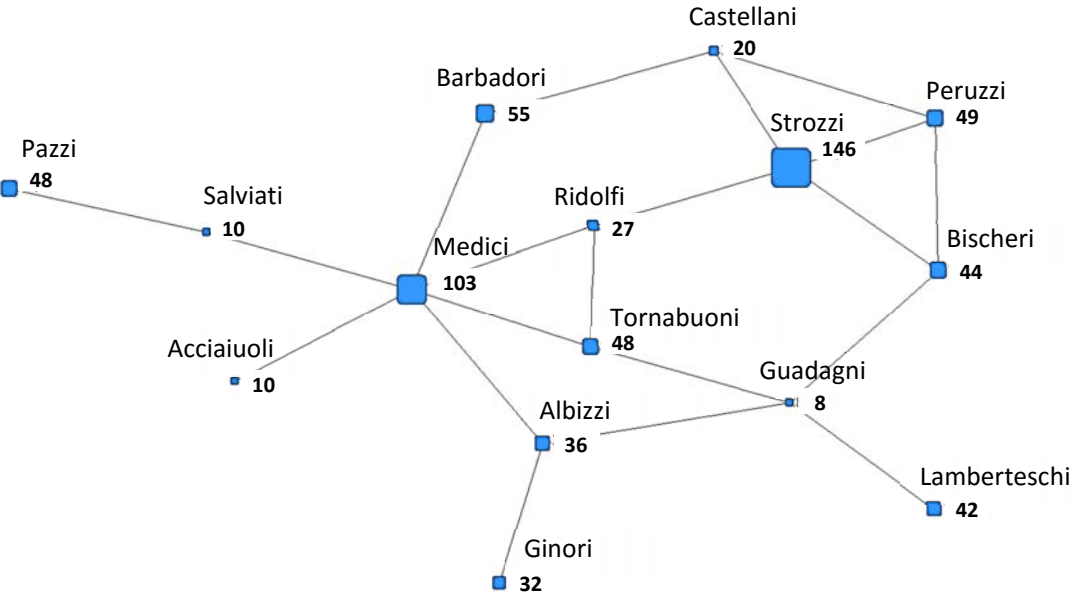 Castellani
20
Barbadori
55
Peruzzi
49
Strozzi
146
Pazzi
48
Salviati
10
Ridolfi
27
Medici
103
Bischeri
44
Tornabuoni
48
Acciaiuoli
10
Guadagni
8
Albizzi
36
Lamberteschi
42
Ginori
32